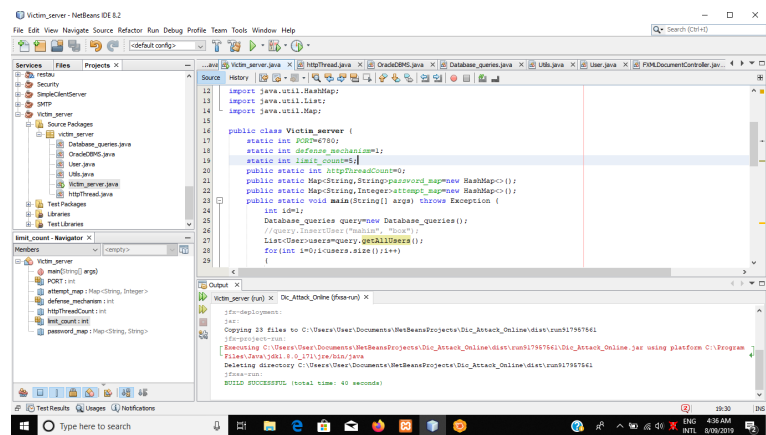 Victim_server - NetBeans IDE 8.2
File Edit View Navigate Source Refactor Run Debug Profile Team Tools Window Help
Search (Ctrl+I)
<default config>
Services Files Projects
...ava Victim_server.java httpThread.java OracleDBMS.java Database_queries.java Utils.java User.java FXMLDocumentController.jav...
Source History
restau
Security
SimpleClientServer
SMTP
Victim_server
Source Packages
victim_server
Database_queries.java
OracleDBMS.java
User.java
Utils.java
Victim_server.java
httpThread.java
Test Packages
Libraries
Test Libraries
12 import java.util.HashMap;
13 import java.util.List;
14 import java.util.Map;
15
16 public class Victim_server {
17 static int PORT=6780;
18 static int defense_mechanism=1;
19 static int limit_count=5;
20 public static int httpThreadCount=0;
21 public static Map<String,String>password_map=new HashMap<>();
22 public static Map<String,Integer>attempt_map=new HashMap<>();
23 public static void main(String[] args) throws Exception {
24 int id=1;
25 Database_queries query=new Database_queries();
26 //query.InsertUser("mahim", "box");
27 List<User>users=query.getAllUsers();
28 for(int i=0;i<users.size();i++)
29 {
limit_count - Navigator
Members <empty>
Victim_server
main(String[] args)
PORT : int
attempt_map : Map<String, Integer>
defense_mechanism : int
httpThreadCount : int
limit_count : int
password_map : Map<String, String>
Output
Victim_server (run) Dic_Attack_Online (jfxsa-run)
jfx-deployment:
jar:
Copying 23 files to C:\Users\User\Documents\NetBeansProjects\Dic_Attack_Online\dist\run517957561
jfx-project-run:
Executing C:\Users\User\Documents\NetBeansProjects\Dic_Attack_Online\dist\run517957561\Dic_Attack_Online.jar using platform C:\Program
Files\Java\jdk1.8.0_171\jre/bin/java
Deleting directory C:\Users\User\Documents\NetBeansProjects\Dic_Attack_Online\dist\run517957561
jfxsa-run:
BUILD SUCCESSFUL (total time: 40 seconds)
Test Results Usages Notifications
19:30 INS
Type here to search
ENG
INTL
4:36 AM
8/09/2019